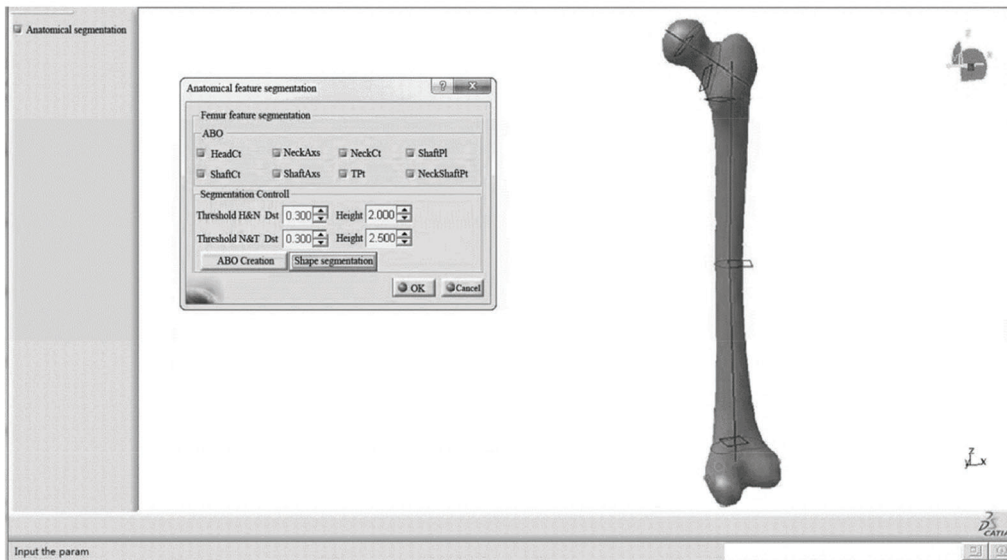 Anatomical segmentation
Anatomical feature segmentation ? X
Femur feature segmentation
ABO
HeadCt NeckAxs NeckCt ShaftPl
ShaftCt ShaftAxs TPt NeckShaftPt
Segmentation Controll
Threshold H&N Dst 0.300 Height 2.000
Threshold N&T Dst 0.300 Height 2.500
ABO Creation Shape segmentation
OK Cancel
z
y x
DS
CATIA
Input the param